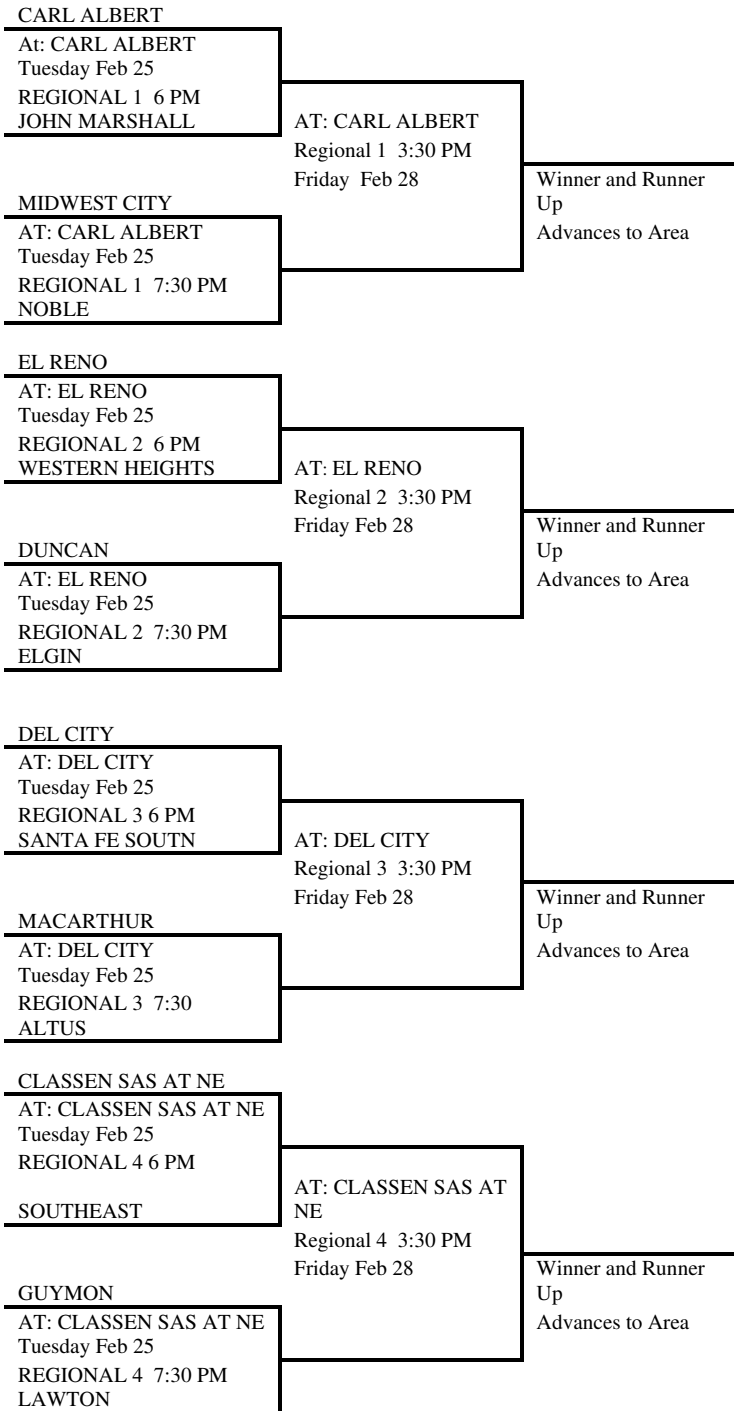 CARL ALBERT
At: CARL ALBERT
Tuesday Feb 25
REGIONAL 1  6 PM
JOHN MARSHALL
AT: CARL ALBERT
Regional 1  3:30 PM
Friday  Feb 28
Winner and Runner
Up
Advances to Area
MIDWEST CITY
AT: CARL ALBERT
Tuesday Feb 25
REGIONAL 1  7:30 PM
NOBLE
EL RENO
AT: EL RENO
Tuesday Feb 25
REGIONAL 2  6 PM
WESTERN HEIGHTS
AT: EL RENO
Regional 2  3:30 PM
Friday Feb 28
Winner and Runner
Up
Advances to Area
DUNCAN
AT: EL RENO
Tuesday Feb 25
REGIONAL 2  7:30 PM
ELGIN
DEL CITY
AT: DEL CITY
Tuesday Feb 25
REGIONAL 3 6 PM
SANTA FE SOUTN
AT: DEL CITY
Regional 3  3:30 PM
Friday Feb 28
Winner and Runner
Up
Advances to Area
MACARTHUR
AT: DEL CITY
Tuesday Feb 25
REGIONAL 3  7:30
ALTUS
CLASSEN SAS AT NE
AT: CLASSEN SAS AT NE
Tuesday Feb 25
REGIONAL 4 6 PM
SOUTHEAST
AT: CLASSEN SAS AT
NE
Regional 4  3:30 PM
Friday Feb 28
Winner and Runner
Up
Advances to Area
GUYMON
AT: CLASSEN SAS AT NE
Tuesday Feb 25
REGIONAL 4  7:30 PM
LAWTON